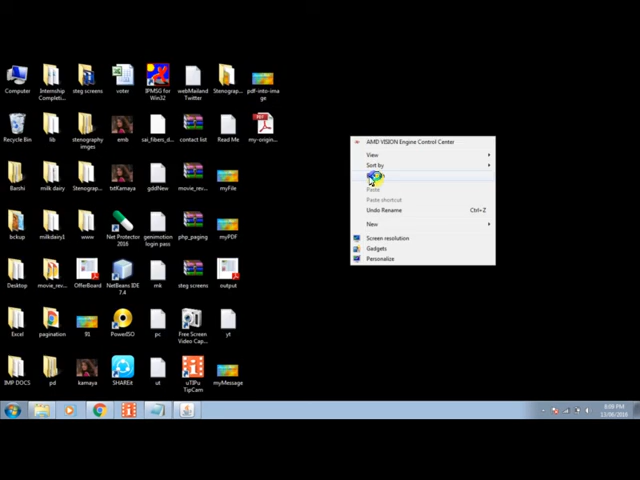 Computer
Internship
Completi...
steg screens
voter
IPMSG for
Win32
webMailand
Twitter
Stenograp...
pdf-into-im
age
Recycle Bin
lib
stenography
images
emb
sai_fibers_d...
contact list
Read Me
my-origin...
Barshi
milk dairy
Stenograp...
txtKamaya
gddNew
movie_rev...
myFile
bckup
milkdairy1
www
Net Protector
2016
genimotion
login pass
php_paging
myPDF
Desktop
movie_rev...
OfferBoard
NetBeans IDE
7.4
mk
steg screens
output
Excel
pagination
91
PowerISO
pc
Free Screen
Video Cap...
yt
IMP DOCS
pd
kamaya
SHAREit
ut
uTIPu
TipCam
myMessage
AMD VISION Engine Control Center
View
Sort by
Paste
Paste shortcut
Undo Rename Ctrl+Z
New
Screen resolution
Gadgets
Personalize
8:09 PM